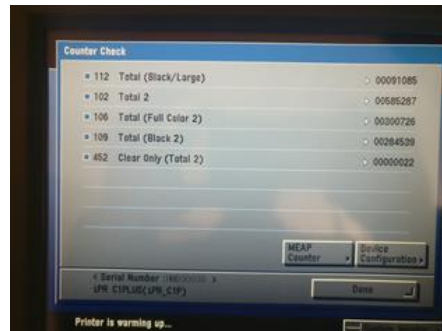 Counter Check
112 Total (Black/Large) 00091085
102 Total 2 00585287
106 Total (Full Color 2) 00300726
109 Total (Black 2) 00284539
452 Clear Only (Total 2) 00000022
MEAP Counter
Device Configuration
< Serial Number >
LPR C1PLUS(LPR_C1P)
Done
Printer is warming up...